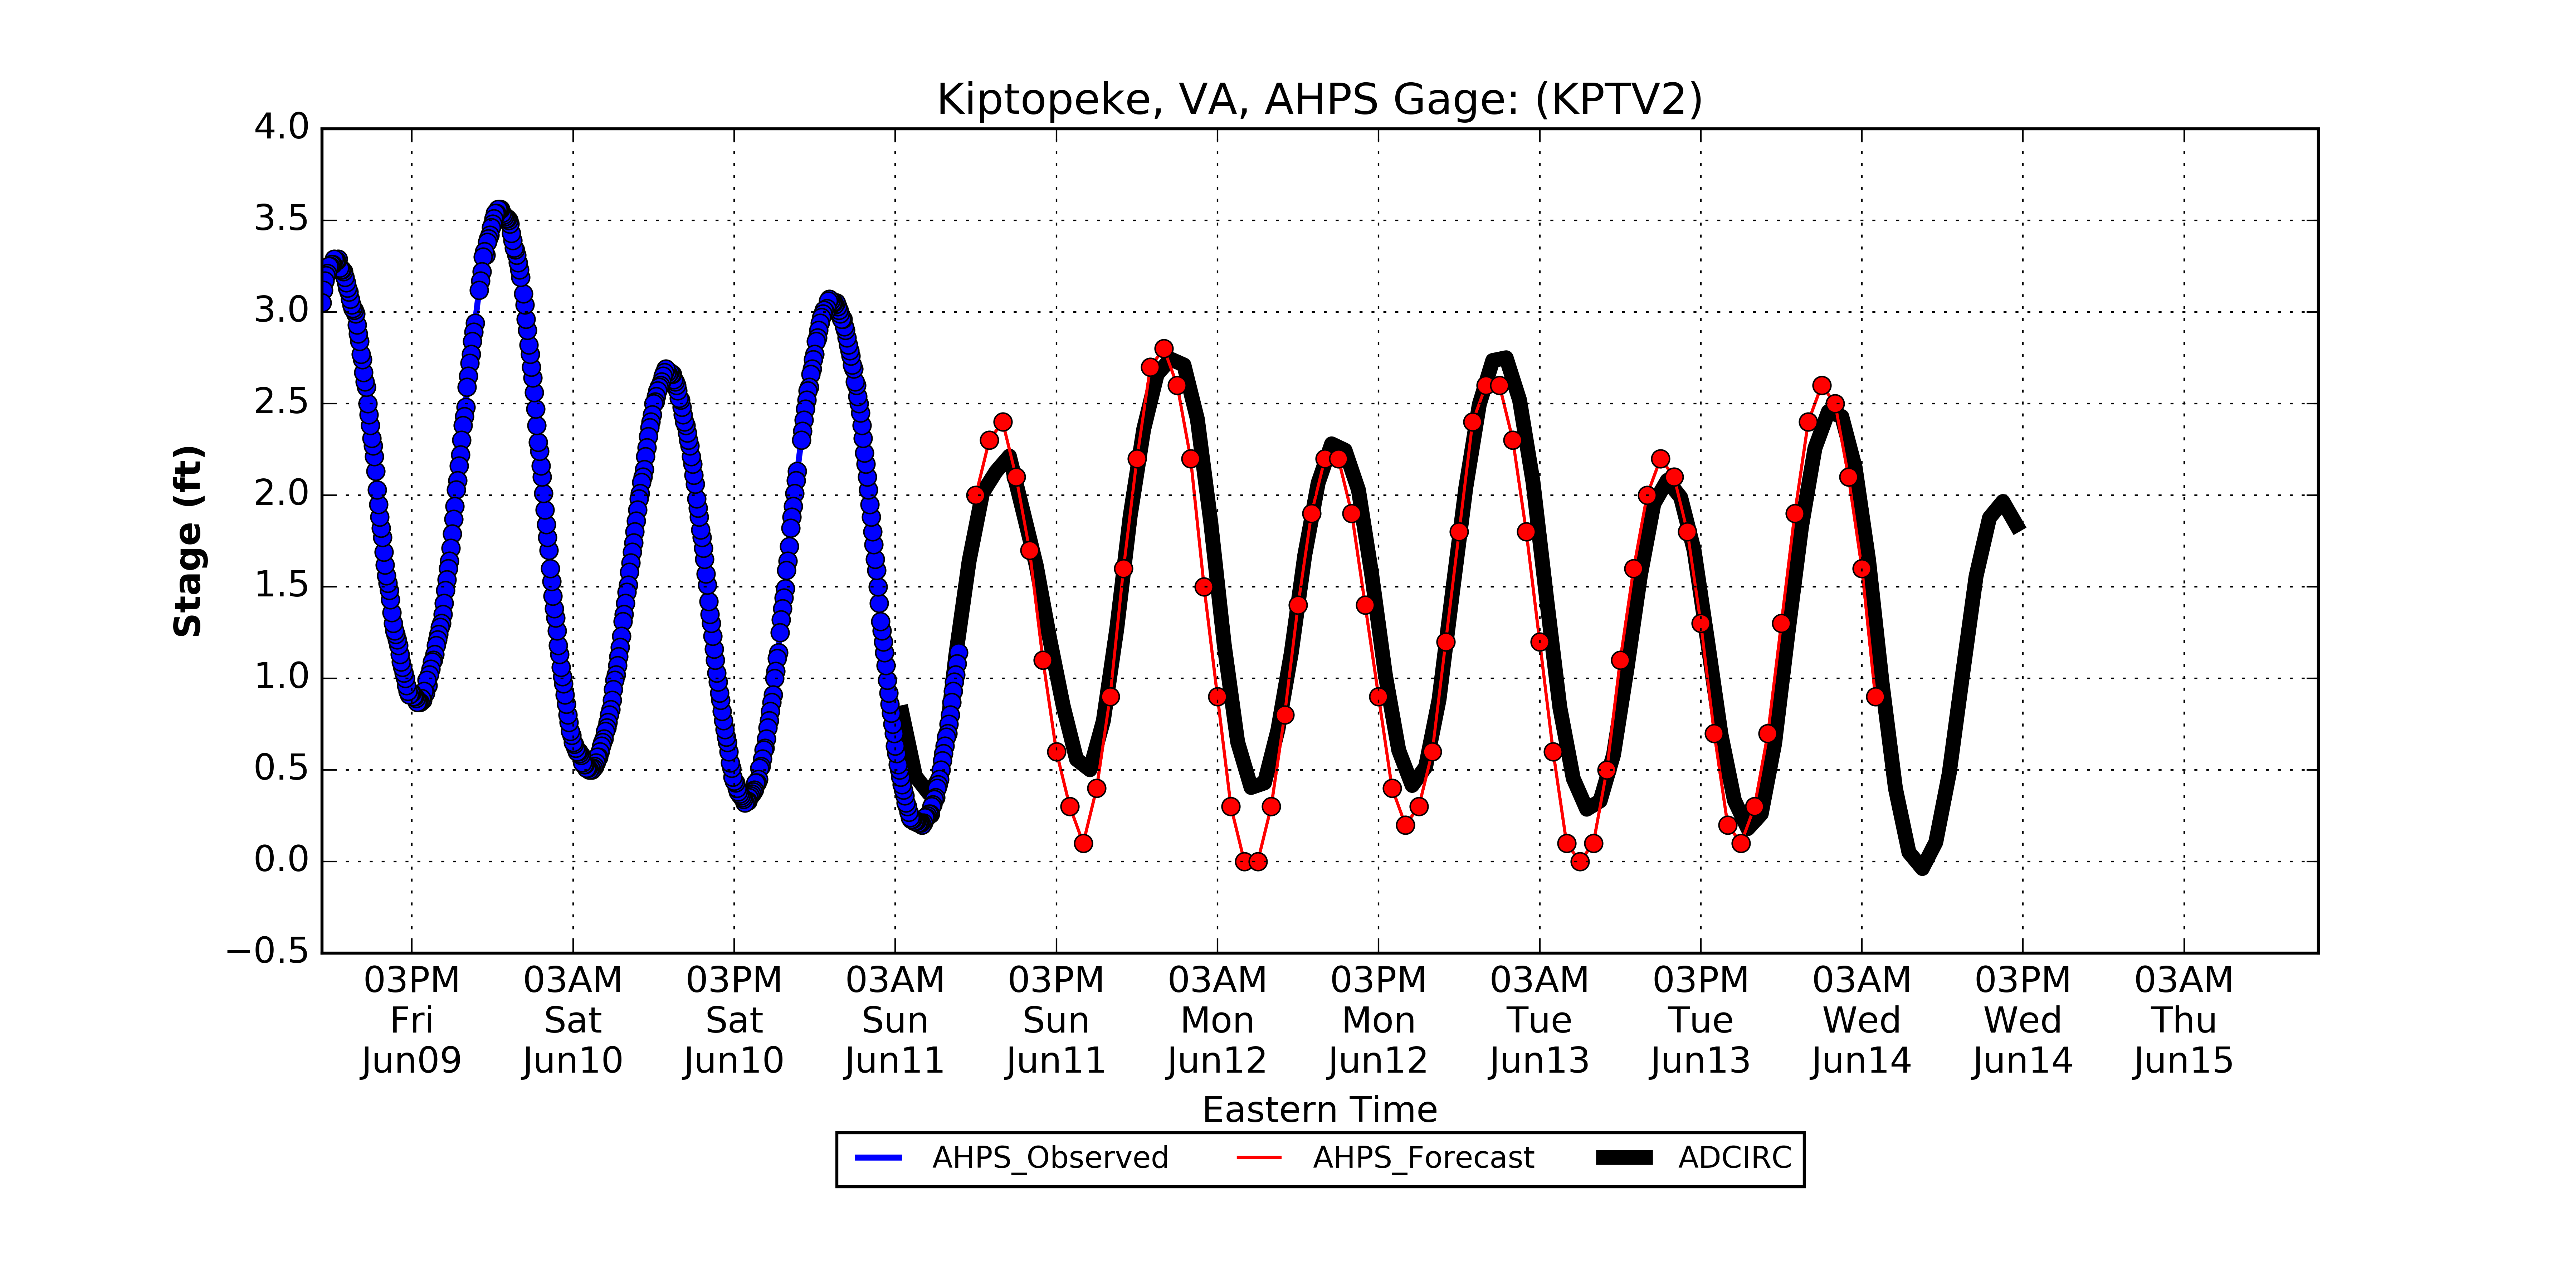 Kiptopeke, VA, AHPS Gage: (KPTV2)
4.0
3.5
3.0
2.5
2.0
1.5
1.0
0.5
0.0
−0.5
Stage (ft)
03PM 03AM 03PM 03AM 03PM 03AM 03PM 03AM 03PM 03AM 03PM 03AM
Fri Sat Sat Sun Sun Mon Mon Tue Tue Wed Wed Thu
Jun09 Jun10 Jun10 Jun11 Jun11 Jun12 Jun12 Jun13 Jun13 Jun14 Jun14 Jun15
Eastern Time
AHPS_Observed AHPS_Forecast ADCIRC